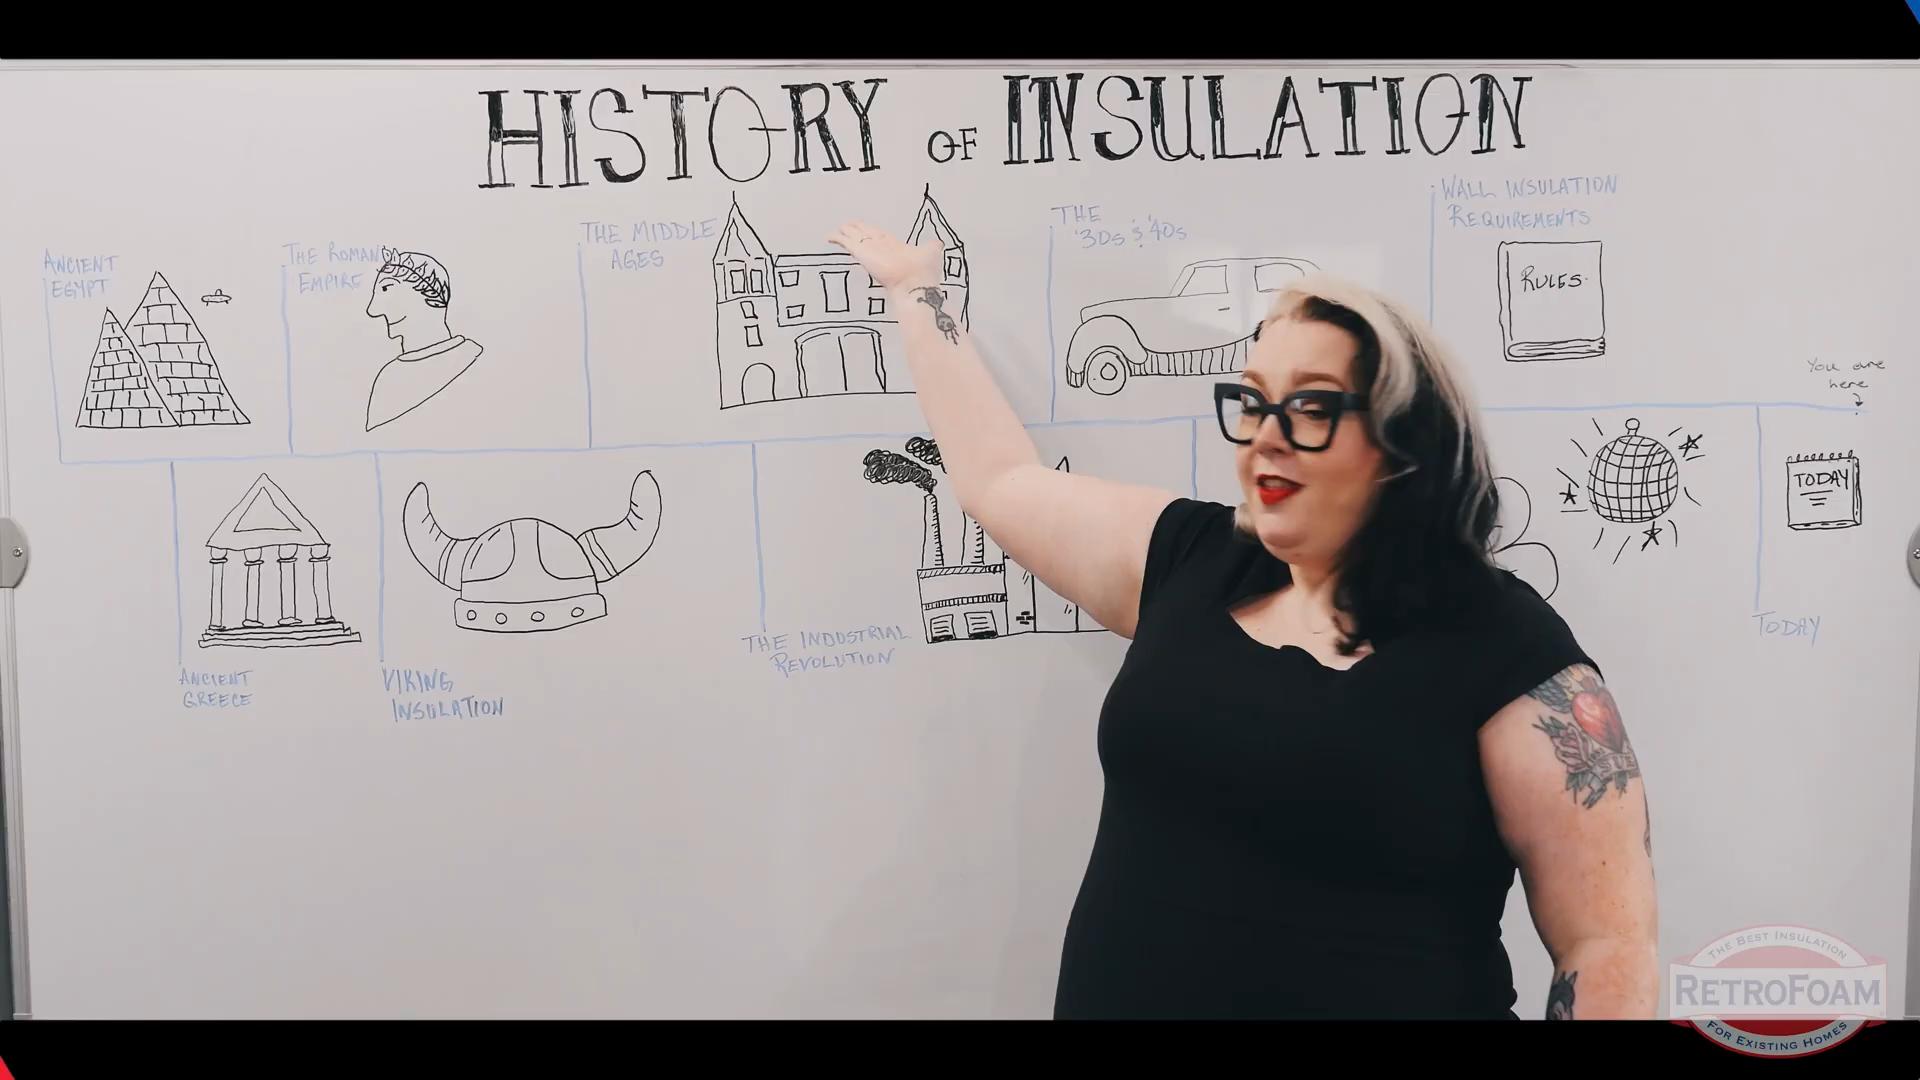 HISTORY OF INSULATION
ANCIENT
EGYPT
THE ROMAN
EMPIRE
THE MIDDLE
AGES
THE
'30s & '40s
WALL INSULATION
REQUIREMENTS
RULES
You are
here
TODAY
ANCIENT
GREECE
VIKING
INSULATION
THE INDUSTRIAL
REVOLUTION
TODAY
THE BEST INSULATION
RETROFOAM
FOR EXISTING HOMES